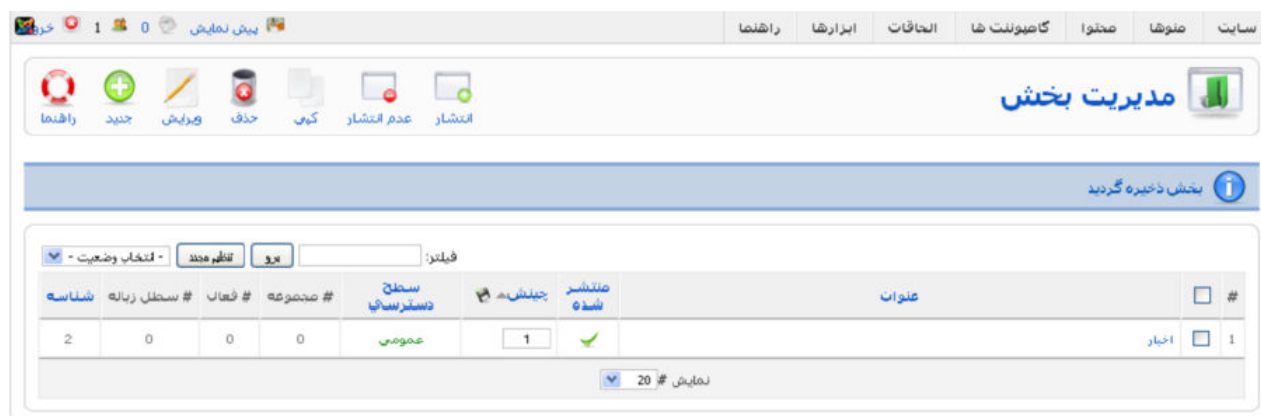 سایت منوها محتوا کامپوننت ها الحاقات ابزارها راهنما
پیش نمایش 0 1 خروج
مدیریت بخش
انتشار عدم انتشار کپی حذف ویرایش جدید راهنما
بخش ذخیره گردید
فیلتر: برو تنظیم مجدد - انتخاب وضعیت -
# عنوان منتشر شده چینش سطح دسترسي # مجموعه # فعال # سطل زباله شناسه
1 اخبار 1 عمومی 0 0 0 2
نمایش # 20